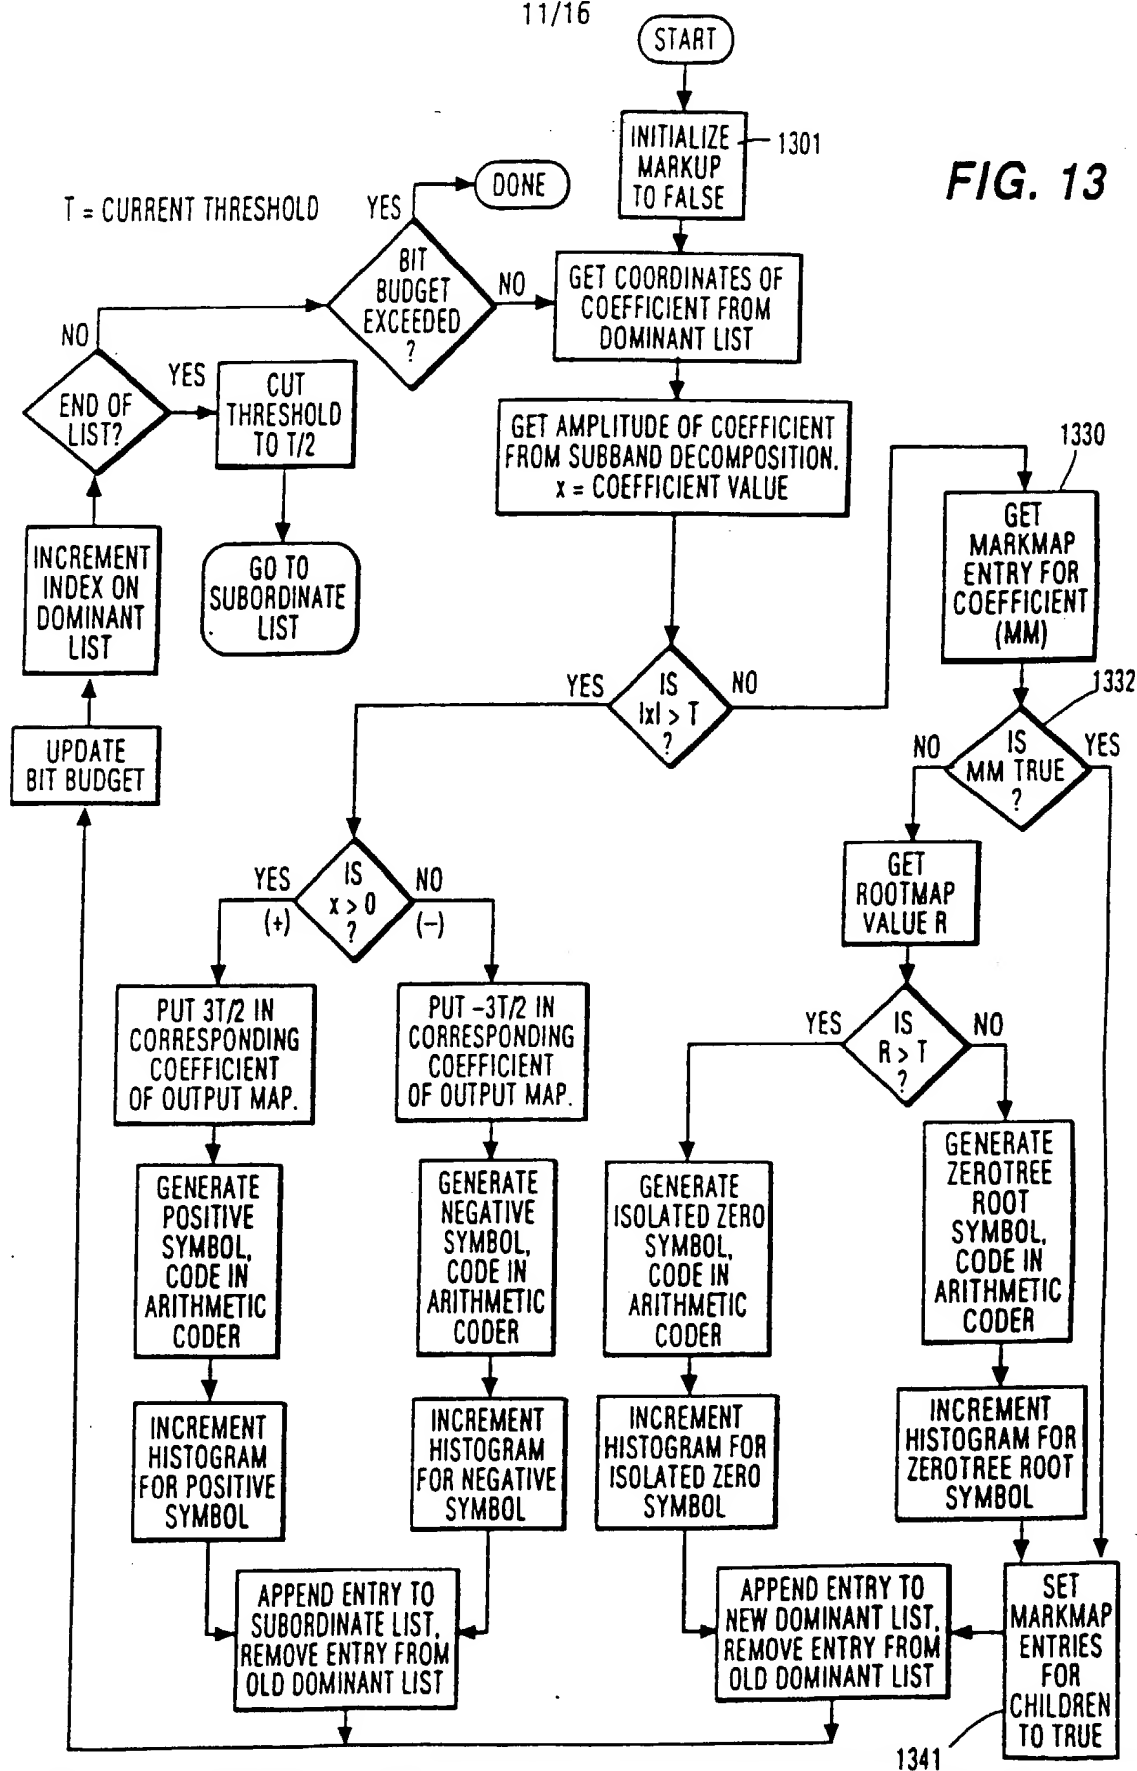 11/16
START
INITIALIZE
MARKUP
TO FALSE
1301
FIG. 13
DONE
T = CURRENT THRESHOLD
YES
BIT
BUDGET
EXCEEDED
?
NO
GET COORDINATES OF
COEFFICIENT FROM
DOMINANT LIST
NO
END OF
LIST?
YES
CUT
THRESHOLD
TO T/2
GET AMPLITUDE OF COEFFICIENT
FROM SUBBAND DECOMPOSITION.
x = COEFFICIENT VALUE
1330
GET
MARKMAP
ENTRY FOR
COEFFICIENT
(MM)
INCREMENT
INDEX ON
DOMINANT
LIST
GO TO
SUBORDINATE
LIST
YES
IS
|x| > T
?
NO
1332
UPDATE
BIT BUDGET
NO
IS
MM TRUE
?
YES
GET
ROOTMAP
VALUE R
YES
(+)
IS
x > 0
?
NO
(–)
YES
IS
R > T
?
NO
PUT 3T/2 IN
CORRESPONDING
COEFFICIENT
OF OUTPUT MAP.
PUT –3T/2 IN
CORRESPONDING
COEFFICIENT
OF OUTPUT MAP.
GENERATE
POSITIVE
SYMBOL,
CODE IN
ARITHMETIC
CODER
GENERATE
NEGATIVE
SYMBOL,
CODE IN
ARITHMETIC
CODER
GENERATE
ISOLATED ZERO
SYMBOL,
CODE IN
ARITHMETIC
CODER
GENERATE
ZEROTREE
ROOT
SYMBOL,
CODE IN
ARITHMETIC
CODER
INCREMENT
HISTOGRAM
FOR POSITIVE
SYMBOL
INCREMENT
HISTOGRAM
FOR NEGATIVE
SYMBOL
INCREMENT
HISTOGRAM FOR
ISOLATED ZERO
SYMBOL
INCREMENT
HISTOGRAM FOR
ZEROTREE ROOT
SYMBOL
APPEND ENTRY TO
SUBORDINATE LIST,
REMOVE ENTRY FROM
OLD DOMINANT LIST
APPEND ENTRY TO
NEW DOMINANT LIST,
REMOVE ENTRY FROM
OLD DOMINANT LIST
SET
MARKMAP
ENTRIES
FOR
CHILDREN
TO TRUE
1341